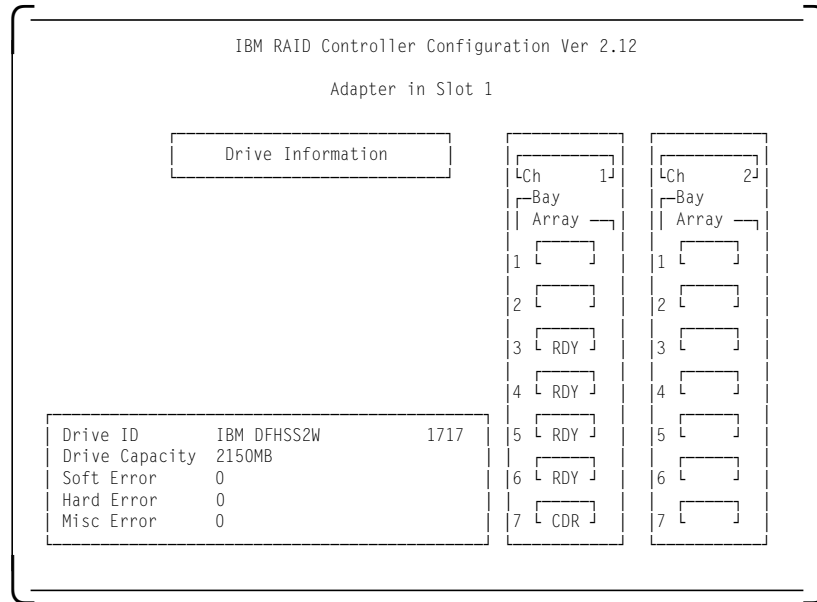 IBM RAID Controller Configuration Ver 2.12
Adapter in Slot 1
Drive Information
Ch 1
Bay
Array
1
2
3 RDY
4 RDY
5 RDY
6 RDY
7 CDR
Ch 2
Bay
Array
1
2
3
4
5
6
7
Drive ID IBM DFHSS2W 1717
Drive Capacity 2150MB
Soft Error 0
Hard Error 0
Misc Error 0